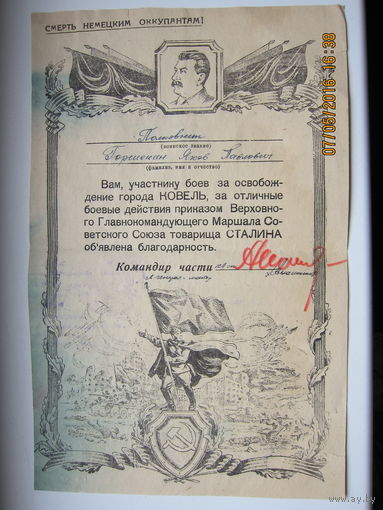 СМЕРТЬ НЕМЕЦКИМ ОККУПАНТАМ!
Полковник
(воинское звание)
Яков Павлович
(фамилия, имя и отчество)
Вам, участнику боев за освобож-
дение города КОВЕЛЬ, за отличные
боевые действия приказом Верховно-
го Главнокомандующего Маршала Со-
ветского Союза товарища СТАЛИНА
об'явлена благодарность.
Командир части
07/05/2016 16:38
www.ay.by